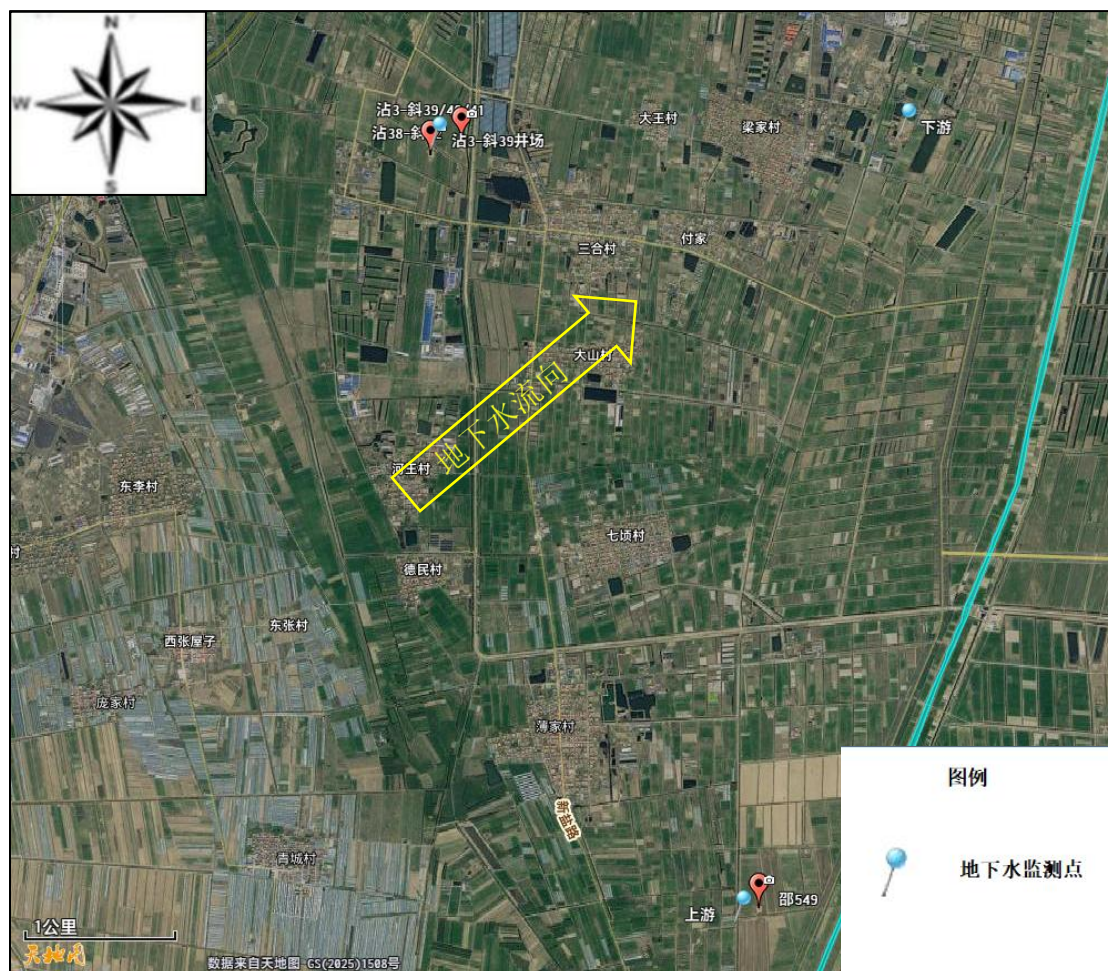 N
W
E
S
沾3-斜39/40/41
沾38-斜
沾3-斜39井场
大王村
梁家村
下游
三合村
付家
大山村
地下水流向
河王村
东李村
村
七顷村
德民村
东张村
西张屋子
庞家村
薄家村
图例
青城村
地下水监测点
上游
邵549
1公里
天地图
数据来自天地图-GS(2025)1508号